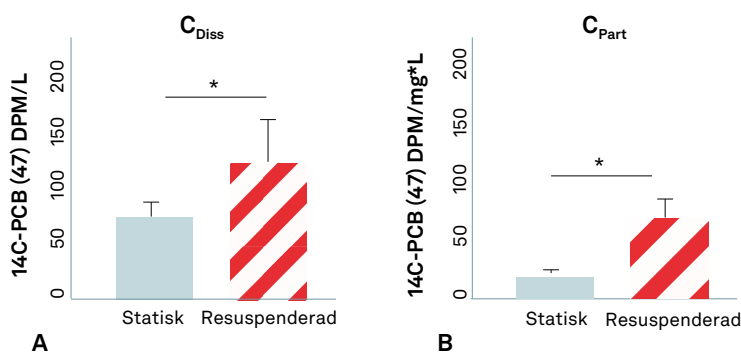 C_Diss
14C-PCB (47) DPM/L
200
150
100
50
0
*
Statisk Resuspenderad
A
C_Part
14C-PCB (47) DPM/mg*L
200
150
100
50
0
*
Statisk Resuspenderad
B